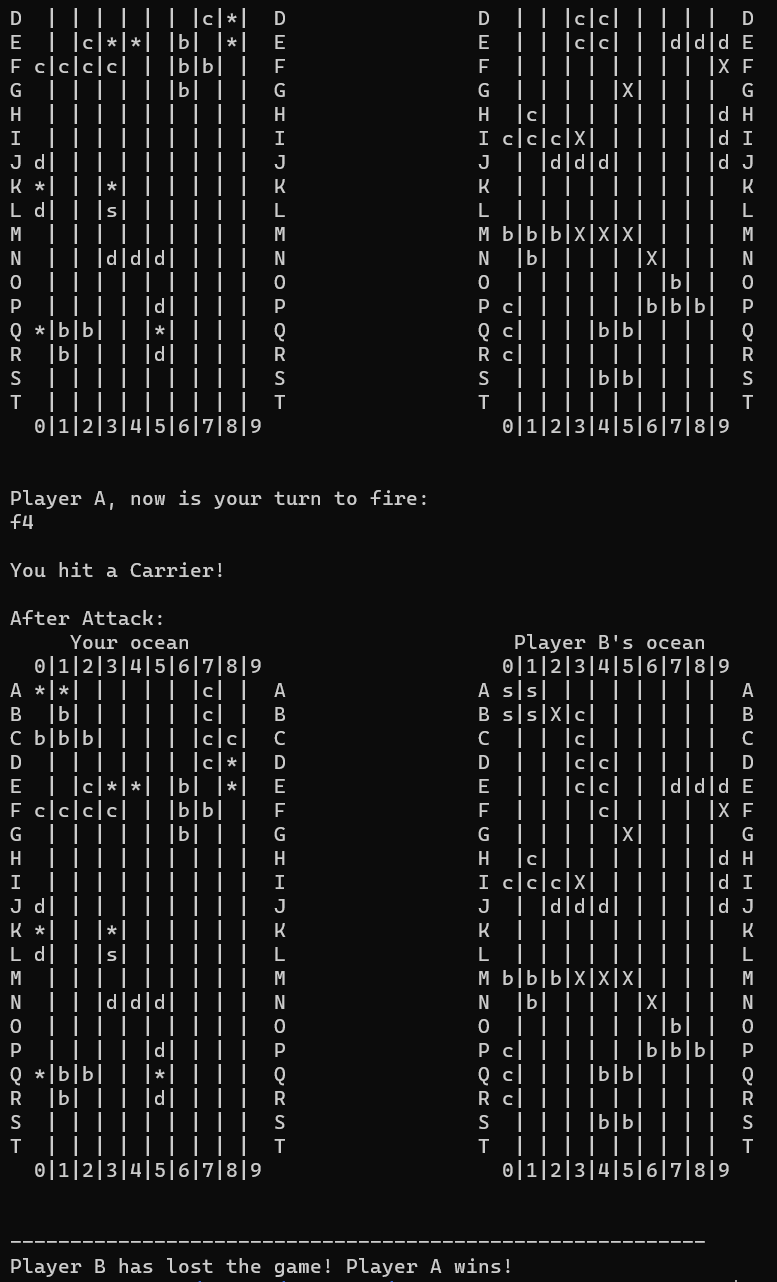 D  | | | | | | |c|*|  D                D  | | |c|c| | | | |  D
E  | |c|*|*| |b| |*|  E                E  | | |c|c| | |d|d|d E
F c|c|c|c| | |b|b| |  F                F  | | | | | | | | |X F
G  | | | | | |b| | |  G                G  | | | | |X| | | |  G
H  | | | | | | | | |  H                H  |c| | | | | | | |d H
I  | | | | | | | | |  I                I c|c|c|X| | | | | |d I
J d| | | | | | | | |  J                J  | |d|d|d| | | | |d J
K *| | |*| | | | | |  K                K  | | | | | | | | |  K
L d| | |s| | | | | |  L                L  | | | | | | | | |  L
M  | | | | | | | | |  M                M b|b|b|X|X|X| | | |  M
N  | | |d|d|d| | | |  N                N  |b| | | | |X| | |  N
O  | | | | | | | | |  O                O  | | | | | | |b| |  O
P  | | | | |d| | | |  P                P c| | | | | |b|b|b|  P
Q *|b|b| | |*| | | |  Q                Q c| | | |b|b| | | |  Q
R  |b| | | |d| | | |  R                R c| | | | | | | | |  R
S  | | | | | | | | |  S                S  | | | |b|b| | | |  S
T  | | | | | | | | |  T                T  | | | | | | | | |  T
  0|1|2|3|4|5|6|7|8|9                    0|1|2|3|4|5|6|7|8|9
Player A, now is your turn to fire:
f4
You hit a Carrier!
After Attack:
     Your ocean                           Player B's ocean
  0|1|2|3|4|5|6|7|8|9                    0|1|2|3|4|5|6|7|8|9
A *|*| | | | | |c| |  A                A s|s| | | | | | | |  A
B  |b| | | | | |c| |  B                B s|s|X|c| | | | | |  B
C b|b|b| | | | |c|c|  C                C  | | |c| | | | | |  C
D  | | | | | | |c|*|  D                D  | | |c|c| | | | |  D
E  | |c|*|*| |b| |*|  E                E  | | |c|c| | |d|d|d E
F c|c|c|c| | |b|b| |  F                F  | | | |c| | | | |X F
G  | | | | | |b| | |  G                G  | | | | |X| | | |  G
H  | | | | | | | | |  H                H  |c| | | | | | | |d H
I  | | | | | | | | |  I                I c|c|c|X| | | | | |d I
J d| | | | | | | | |  J                J  | |d|d|d| | | | |d J
K *| | |*| | | | | |  K                K  | | | | | | | | |  K
L d| | |s| | | | | |  L                L  | | | | | | | | |  L
M  | | | | | | | | |  M                M b|b|b|X|X|X| | | |  M
N  | | |d|d|d| | | |  N                N  |b| | | | |X| | |  N
O  | | | | | | | | |  O                O  | | | | | | |b| |  O
P  | | | | |d| | | |  P                P c| | | | | |b|b|b|  P
Q *|b|b| | |*| | | |  Q                Q c| | | |b|b| | | |  Q
R  |b| | | |d| | | |  R                R c| | | | | | | | |  R
S  | | | | | | | | |  S                S  | | | |b|b| | | |  S
T  | | | | | | | | |  T                T  | | | | | | | | |  T
  0|1|2|3|4|5|6|7|8|9                    0|1|2|3|4|5|6|7|8|9
----------------------------------------------------------
Player B has lost the game! Player A wins!